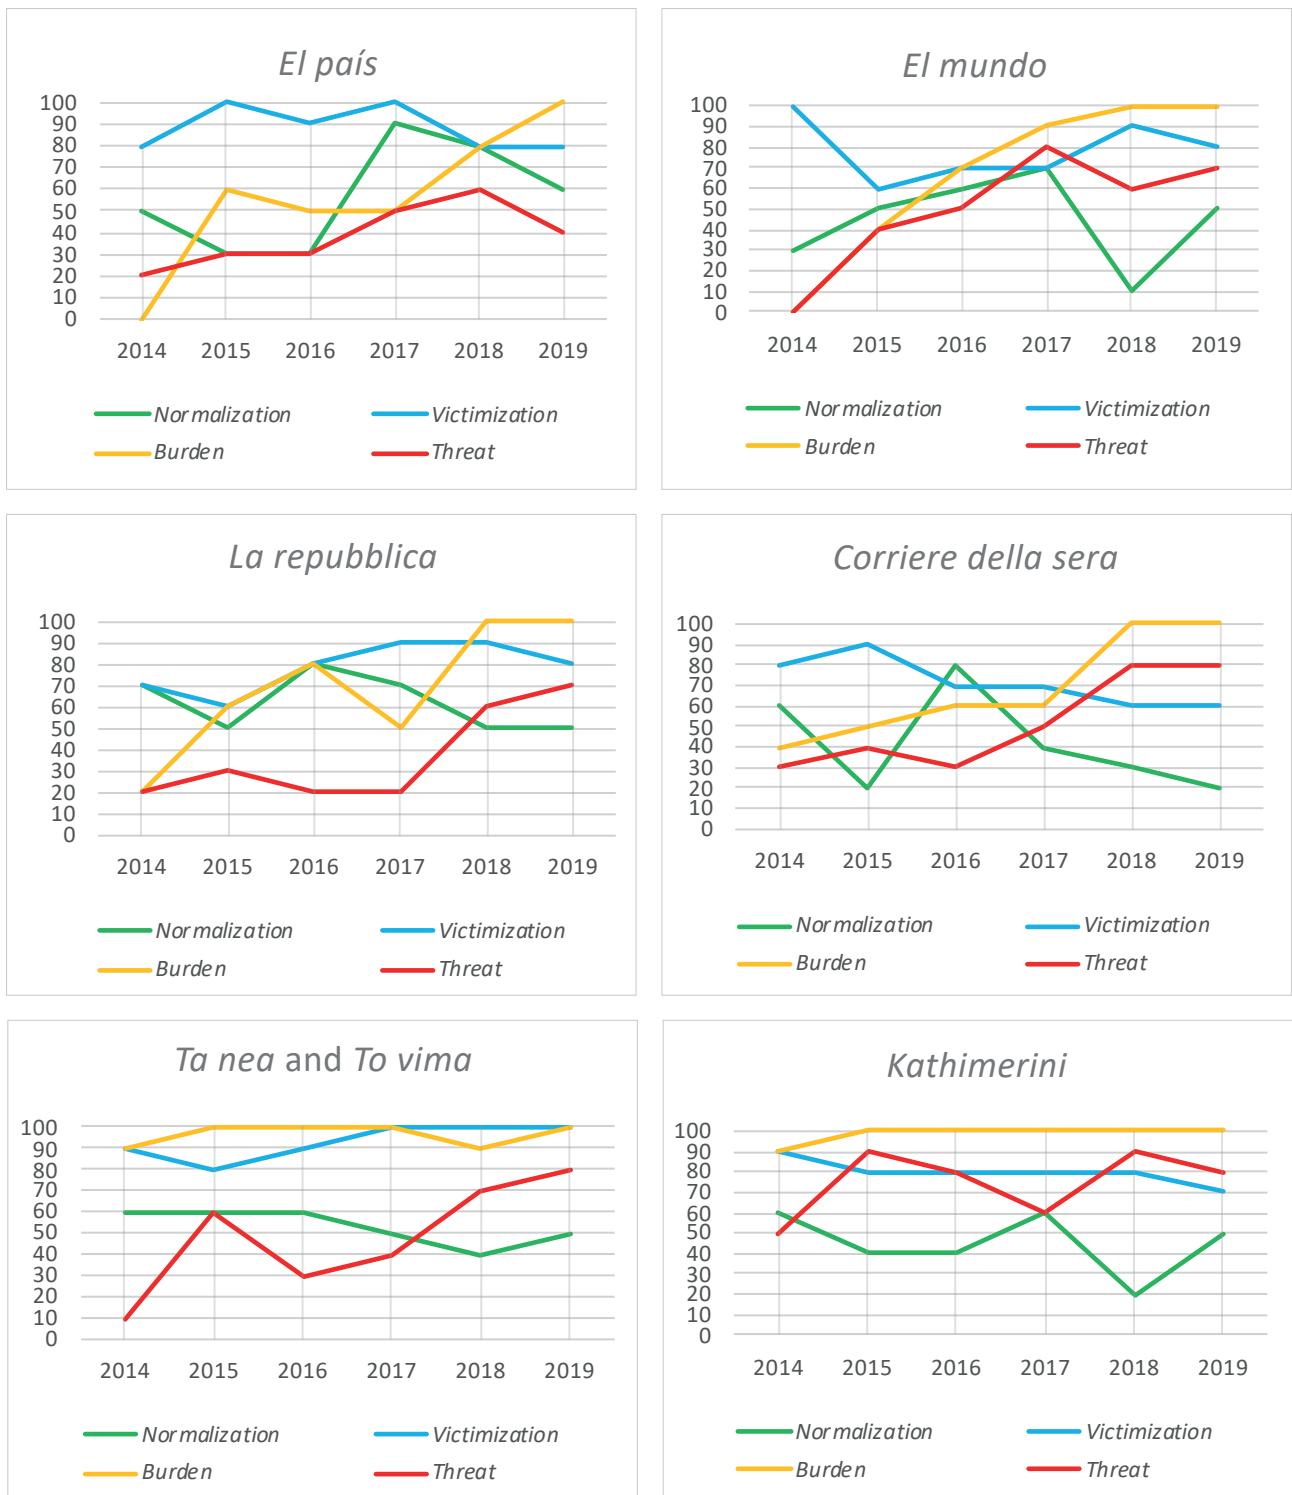 El país
100
90
80
70
60
50
40
30
20
10
0
2014 2015 2016 2017 2018 2019
Normalization Victimization
Burden Threat
El mundo
100
90
80
70
60
50
40
30
20
10
0
2014 2015 2016 2017 2018 2019
Normalization Victimization
Burden Threat
La repubblica
100
90
80
70
60
50
40
30
20
10
0
2014 2015 2016 2017 2018 2019
Normalization Victimization
Burden Threat
Corriere della sera
100
90
80
70
60
50
40
30
20
10
0
2014 2015 2016 2017 2018 2019
Normalization Victimization
Burden Threat
Ta nea and To vima
100
90
80
70
60
50
40
30
20
10
0
2014 2015 2016 2017 2018 2019
Normalization Victimization
Burden Threat
Kathimerini
100
90
80
70
60
50
40
30
20
10
0
2014 2015 2016 2017 2018 2019
Normalization Victimization
Burden Threat